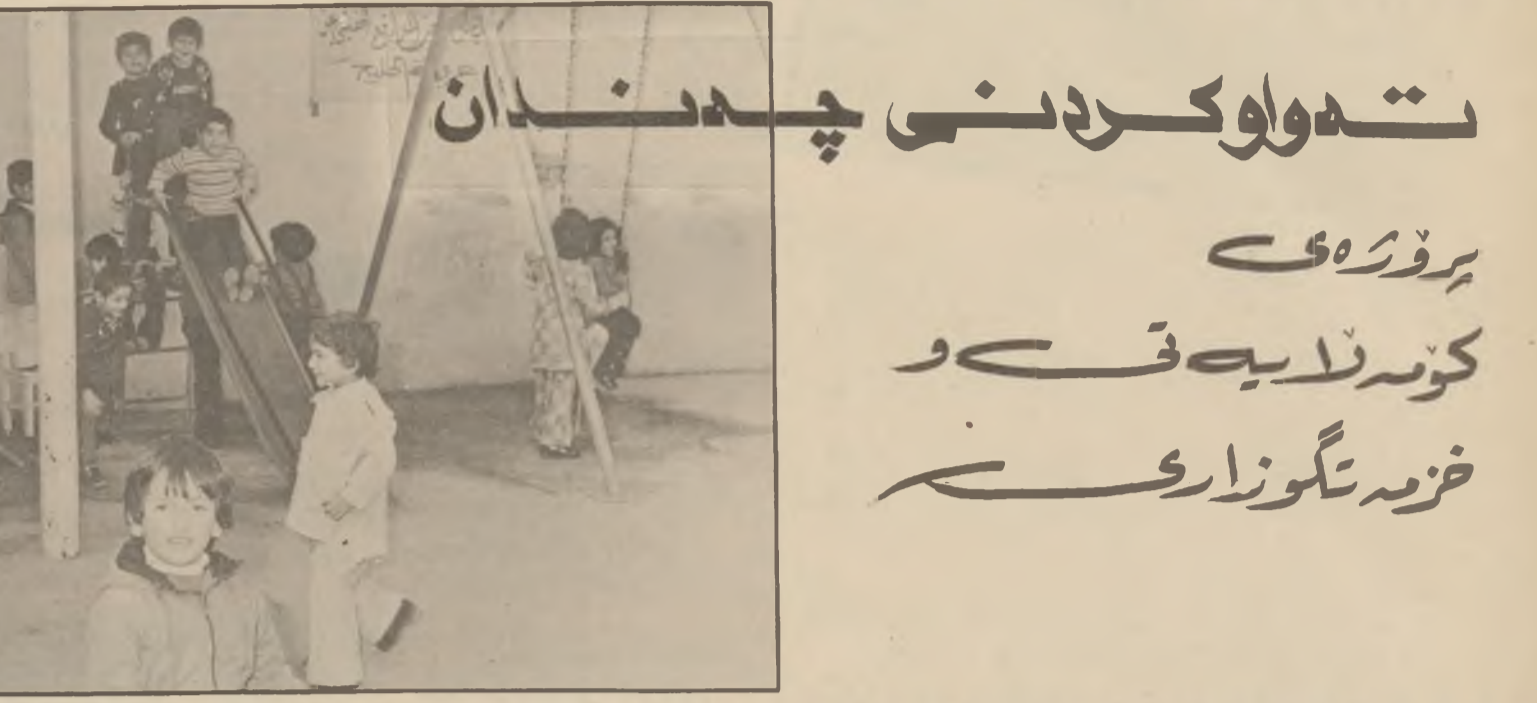 تەواوکردنی چەندان
پرۆژەی
کۆمەڵایەتی و
خزمەتگوزاری